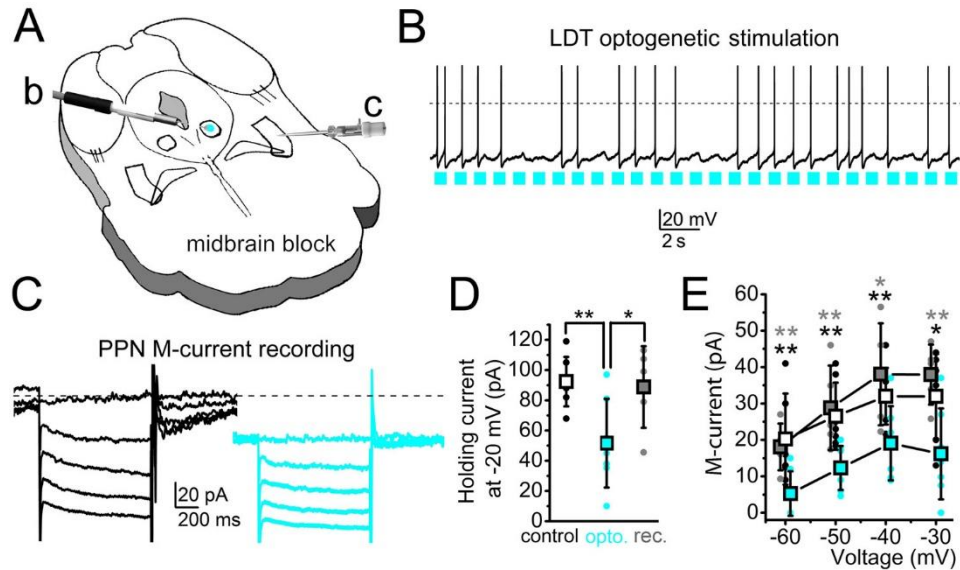 A
b
c
midbrain block
B
LDT optogenetic stimulation
20 mV
2 s
C
PPN M-current recording
20 pA
200 ms
D
** *
Holding current
at -20 mV (pA)
120
100
80
60
40
20
0
control opto. rec.
E
M-current (pA)
60
50
40
30
20
10
0
**
**
**
**
*
**
**
*
-60 -50 -40 -30
Voltage (mV)